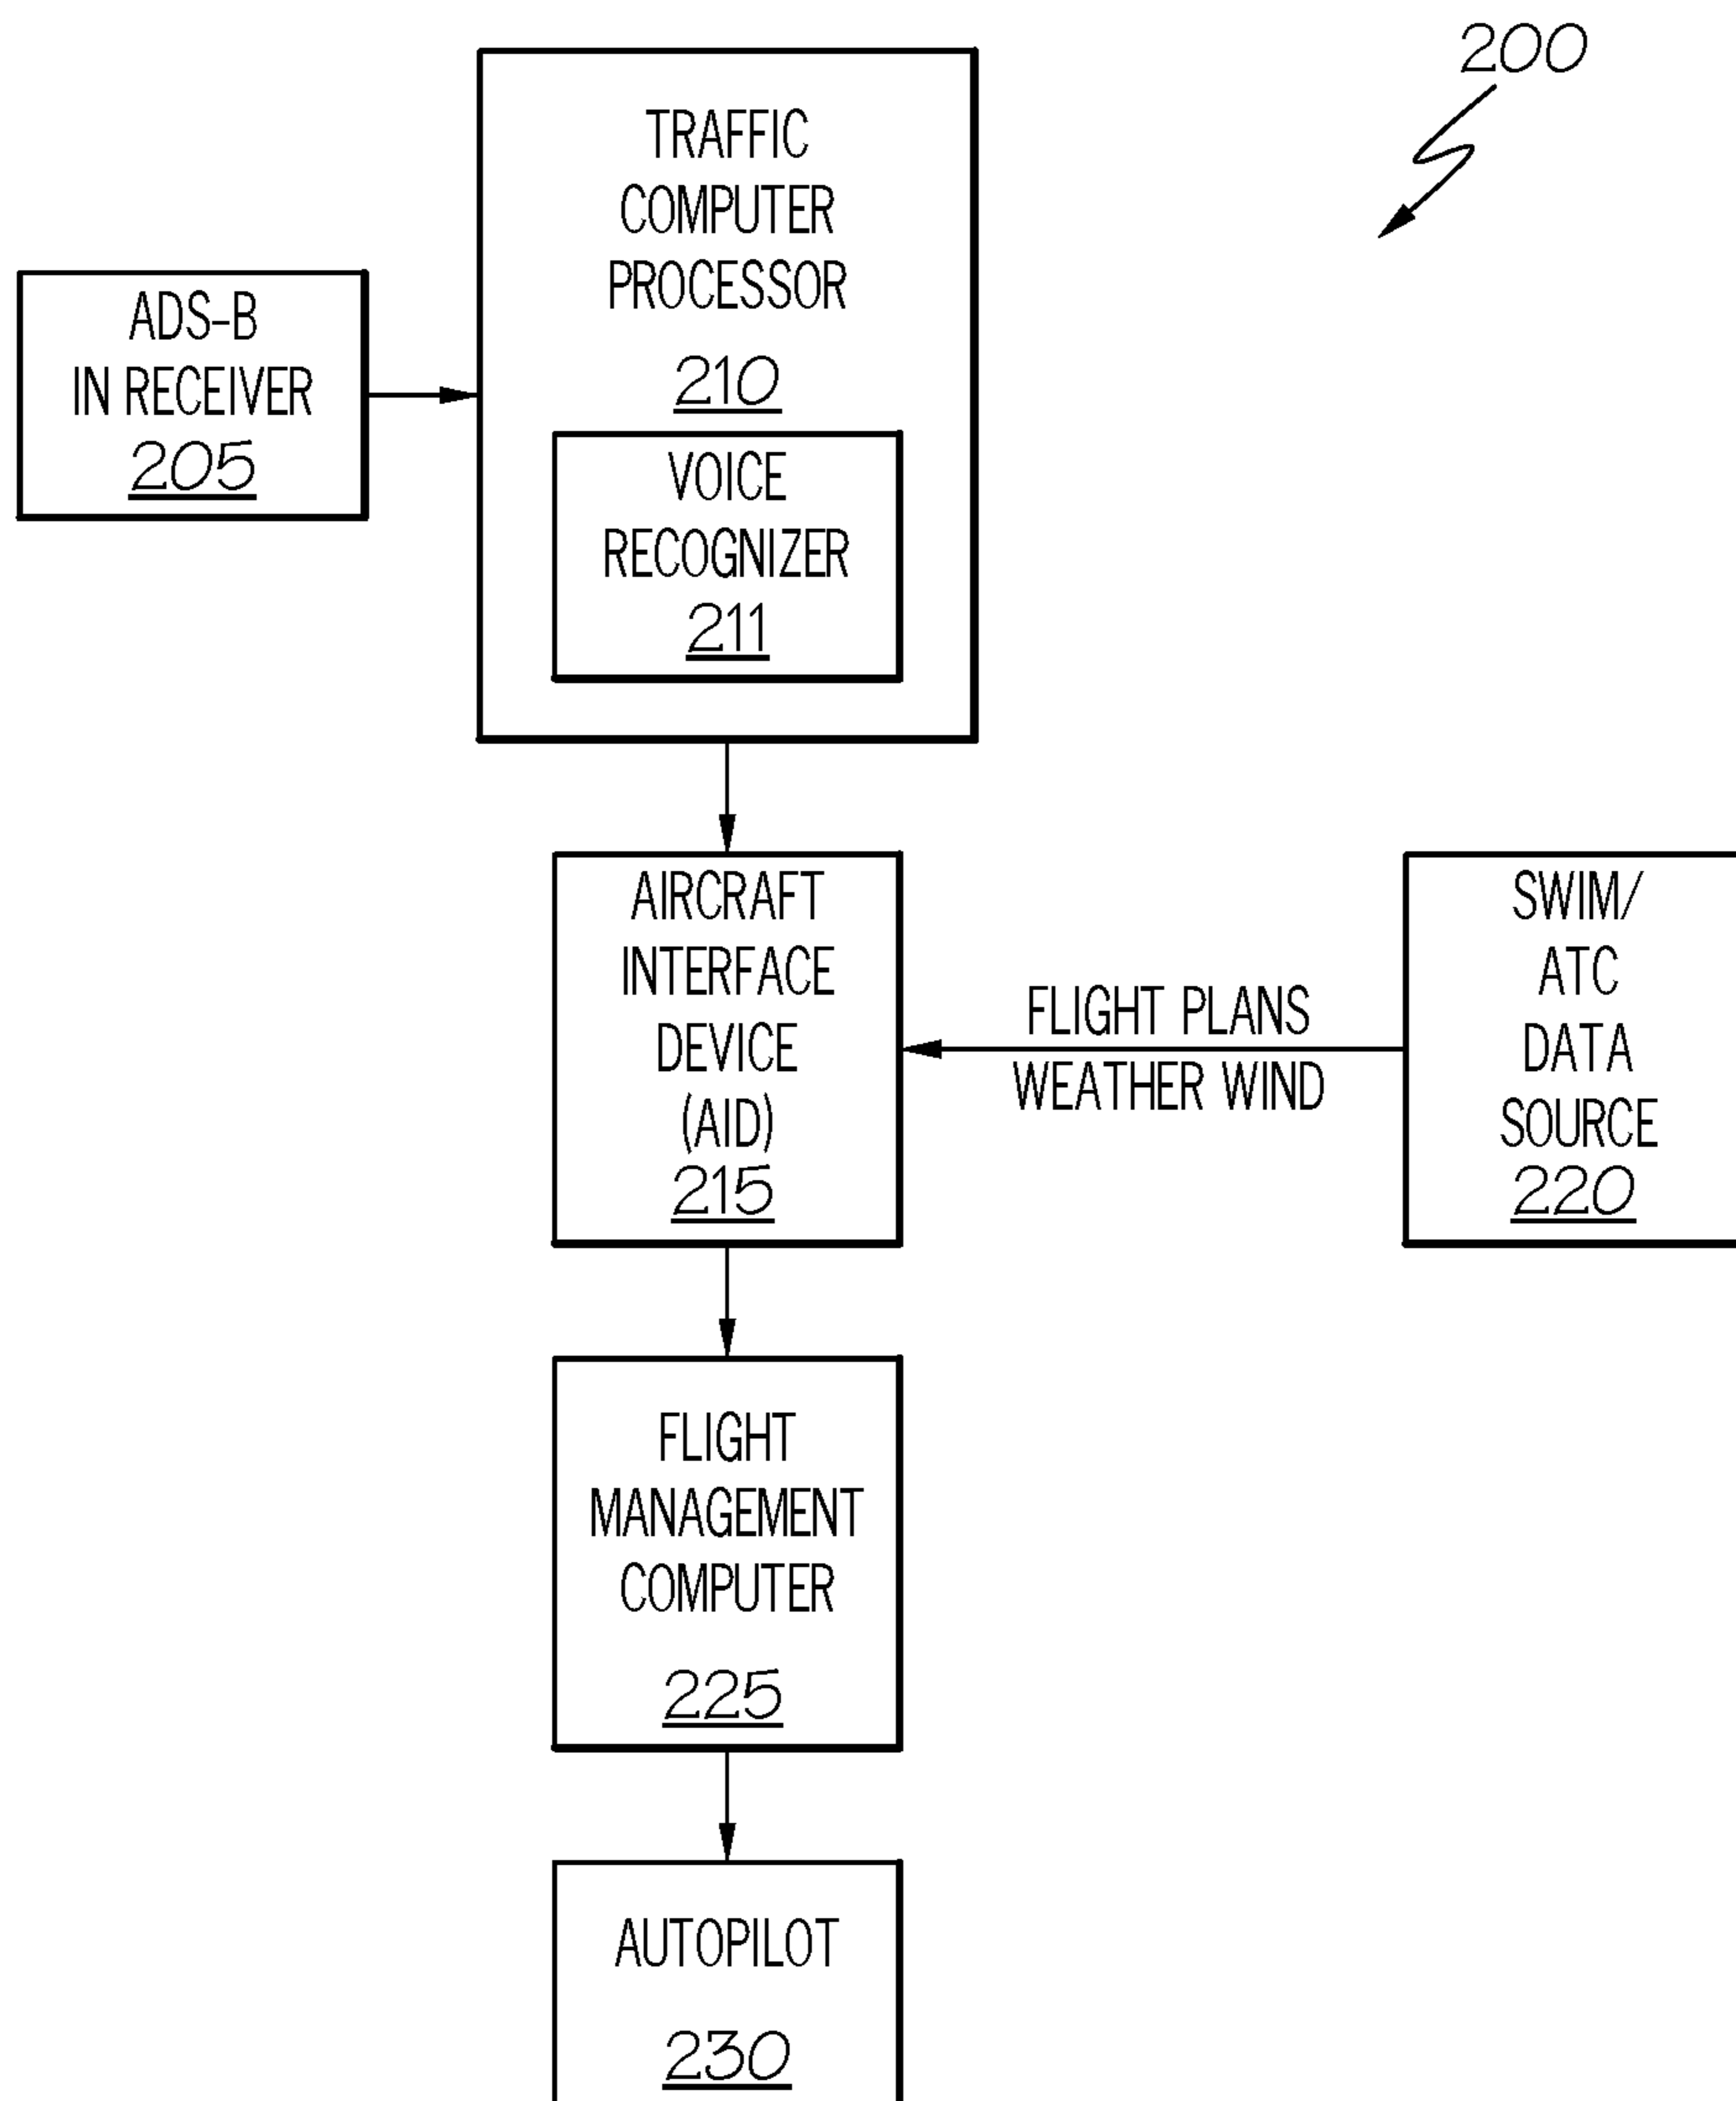 200
TRAFFIC
COMPUTER
PROCESSOR
210
ADS-B
IN RECEIVER
205
VOICE
RECOGNIZER
211
AIRCRAFT
INTERFACE
DEVICE
(AID)
215
FLIGHT PLANS
WEATHER WIND
SWIM/
ATC
DATA
SOURCE
220
FLIGHT
MANAGEMENT
COMPUTER
225
AUTOPILOT
230